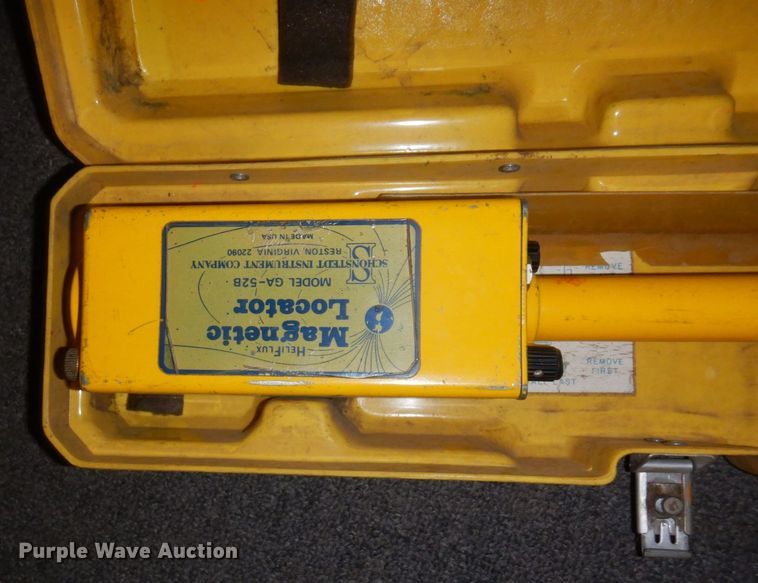 HELIFLUX®
Magnetic
Locator
MODEL GA-52B
SCHONSTEDT INSTRUMENT COMPANY
RESTON, VIRGINIA 22090
MADE IN USA
S
REMOVE
REMOVE
FIRST
LAST
Purple Wave Auction